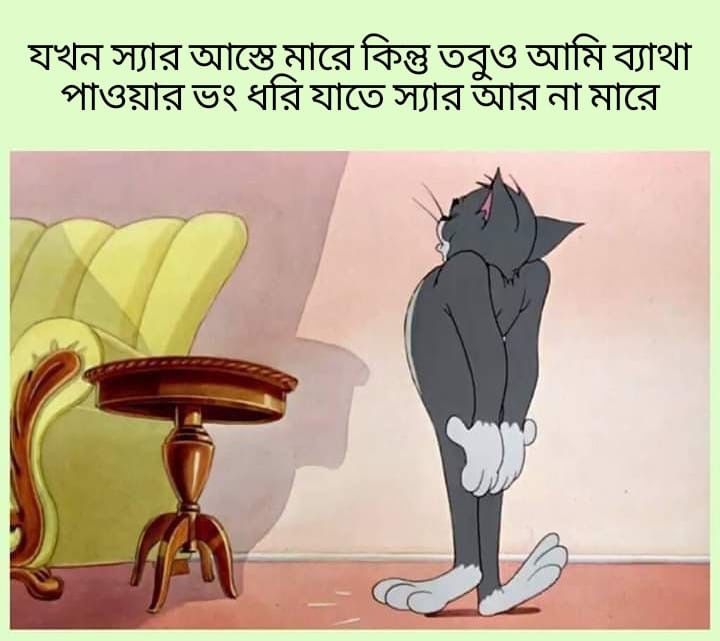 যখন স্যার আস্তে মারে কিন্তু তবুও আমি ব্যাথা
পাওয়ার ভং ধরি যাতে স্যার আর না মারে